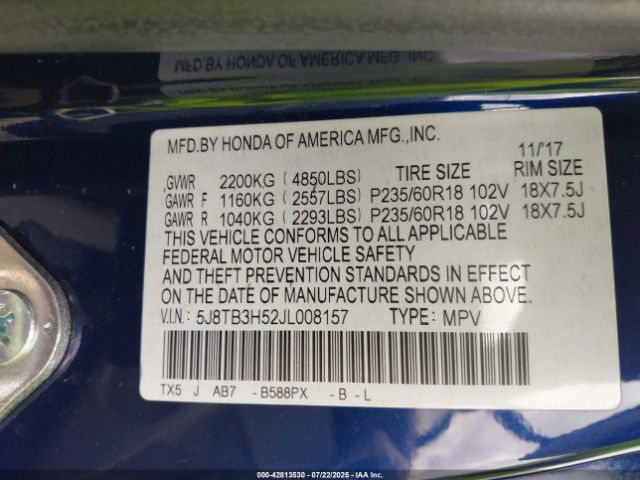 MFD.BY HONDA OF AMERICA MFG.,INC.
MFD.BY HONDA OF AMERICA MFG.,INC.
11/17
GVWR 2200KG (4850LBS) TIRE SIZE RIM SIZE
GAWR F 1160KG (2557LBS) P235/60R18 102V 18X7.5J
GAWR R 1040KG (2293LBS) P235/60R18 102V 18X7.5J
THIS VEHICLE CONFORMS TO ALL APPLICABLE
FEDERAL MOTOR VEHICLE SAFETY
AND THEFT PREVENTION STANDARDS IN EFFECT
ON THE DATE OF MANUFACTURE SHOWN ABOVE.
V.I.N.: 5J8TB3H52JL008157 TYPE: MPV
TX5 J AB7 -B588PX -B -L
000-42813530 - 07/22/2025 - IAAI.com